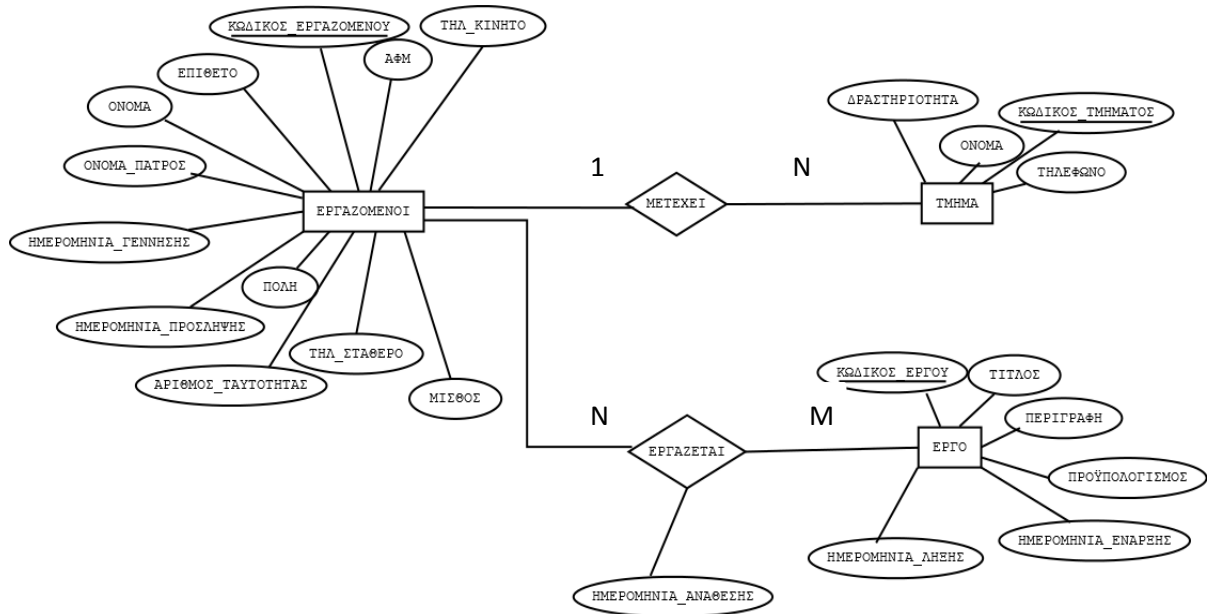 ΚΩΔΙΚΟΣ_ΕΡΓΑΖΟΜΕΝΟΥ
ΤΗΛ_ΚΙΝΗΤΟ
ΑΦΜ
ΕΠΙΘΕΤΟ
ΟΝΟΜΑ
ΟΝΟΜΑ_ΠΑΤΡΟΣ
ΕΡΓΑΖΟΜΕΝΟΙ
ΗΜΕΡΟΜΗΝΙΑ_ΓΕΝΝΗΣΗΣ
ΠΟΛΗ
ΗΜΕΡΟΜΗΝΙΑ_ΠΡΟΣΛΗΨΗΣ
ΤΗΛ_ΣΤΑΘΕΡΟ
ΑΡΙΘΜΟΣ_ΤΑΥΤΟΤΗΤΑΣ
ΜΙΣΘΟΣ
1
ΜΕΤΕΧΕΙ
N
ΔΡΑΣΤΗΡΙΟΤΗΤΑ
ΚΩΔΙΚΟΣ_ΤΜΗΜΑΤΟΣ
ΟΝΟΜΑ
ΤΗΛΕΦΩΝΟ
ΤΜΗΜΑ
N
ΕΡΓΑΖΕΤΑΙ
M
ΗΜΕΡΟΜΗΝΙΑ_ΑΝΑΘΕΣΗΣ
ΚΩΔΙΚΟΣ_ΕΡΓΟΥ
ΤΙΤΛΟΣ
ΠΕΡΙΓΡΑΦΗ
ΕΡΓΟ
ΠΡΟΫΠΟΛΟΓΙΣΜΟΣ
ΗΜΕΡΟΜΗΝΙΑ_ΕΝΑΡΞΗΣ
ΗΜΕΡΟΜΗΝΙΑ_ΛΗΞΗΣ